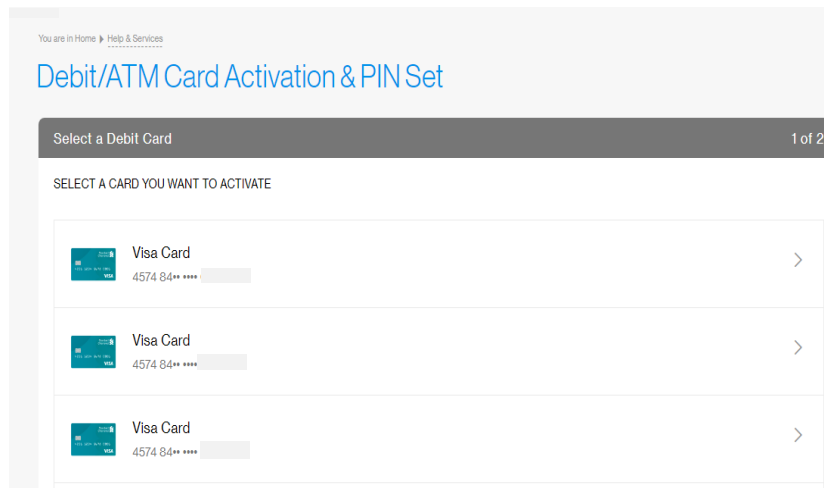 You are in Home Help & Services
Debit/ATM Card Activation & PIN Set
Select a Debit Card 1 of 2
SELECT A CARD YOU WANT TO ACTIVATE
Visa Card
4574 84•• ••••
Visa Card
4574 84•• ••••
Visa Card
4574 84•• ••••